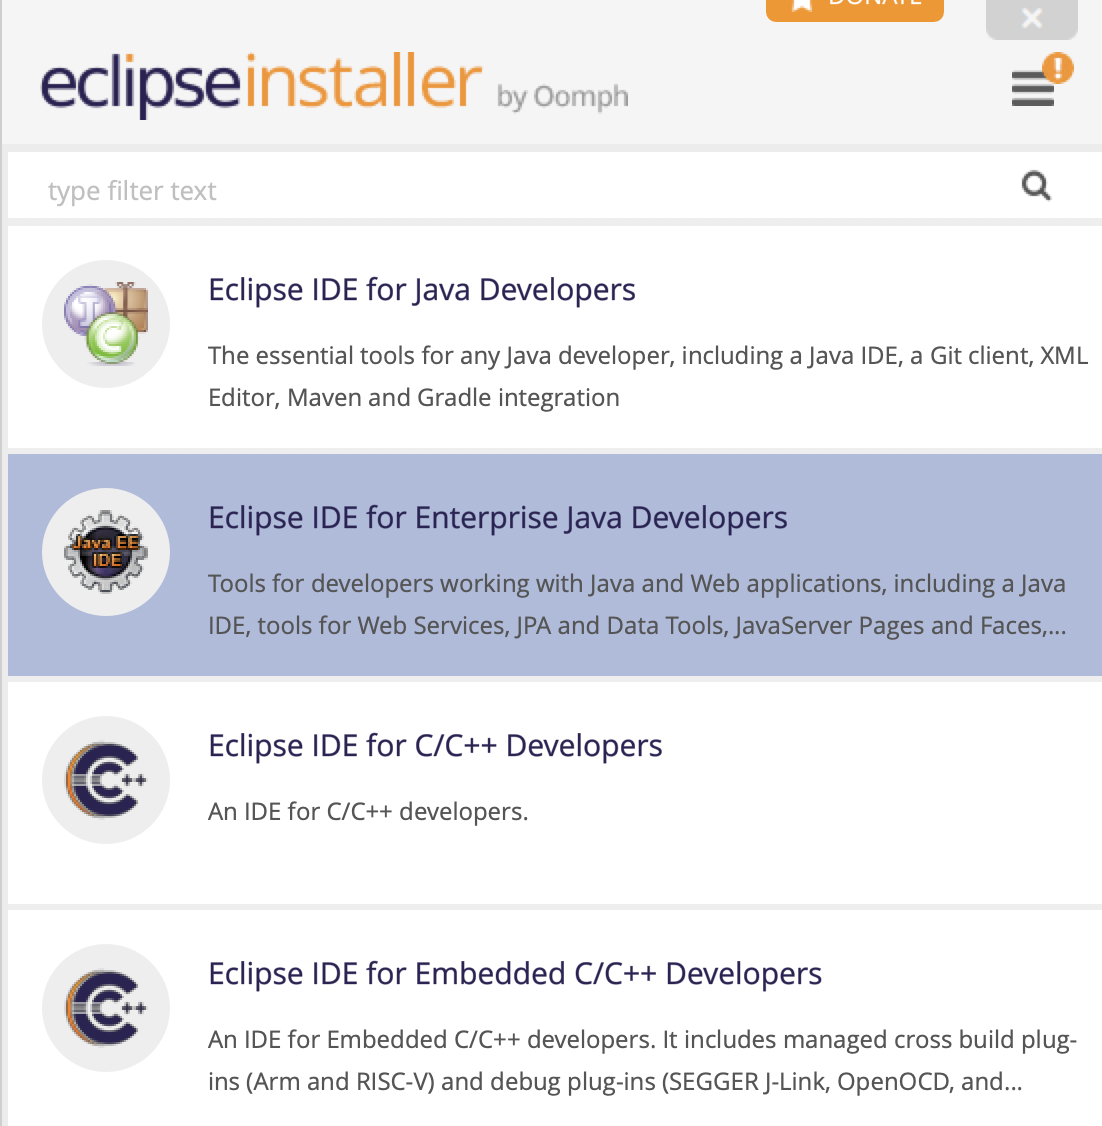 DONATE
eclipseinstaller by Oomph
type filter text
Eclipse IDE for Java Developers
The essential tools for any Java developer, including a Java IDE, a Git client, XML
Editor, Maven and Gradle integration
Eclipse IDE for Enterprise Java Developers
Java EE
IDE
Tools for developers working with Java and Web applications, including a Java
IDE, tools for Web Services, JPA and Data Tools, JavaServer Pages and Faces,...
Eclipse IDE for C/C++ Developers
C++
An IDE for C/C++ developers.
Eclipse IDE for Embedded C/C++ Developers
C++
An IDE for Embedded C/C++ developers. It includes managed cross build plug-
ins (Arm and RISC-V) and debug plug-ins (SEGGER J-Link, OpenOCD, and...